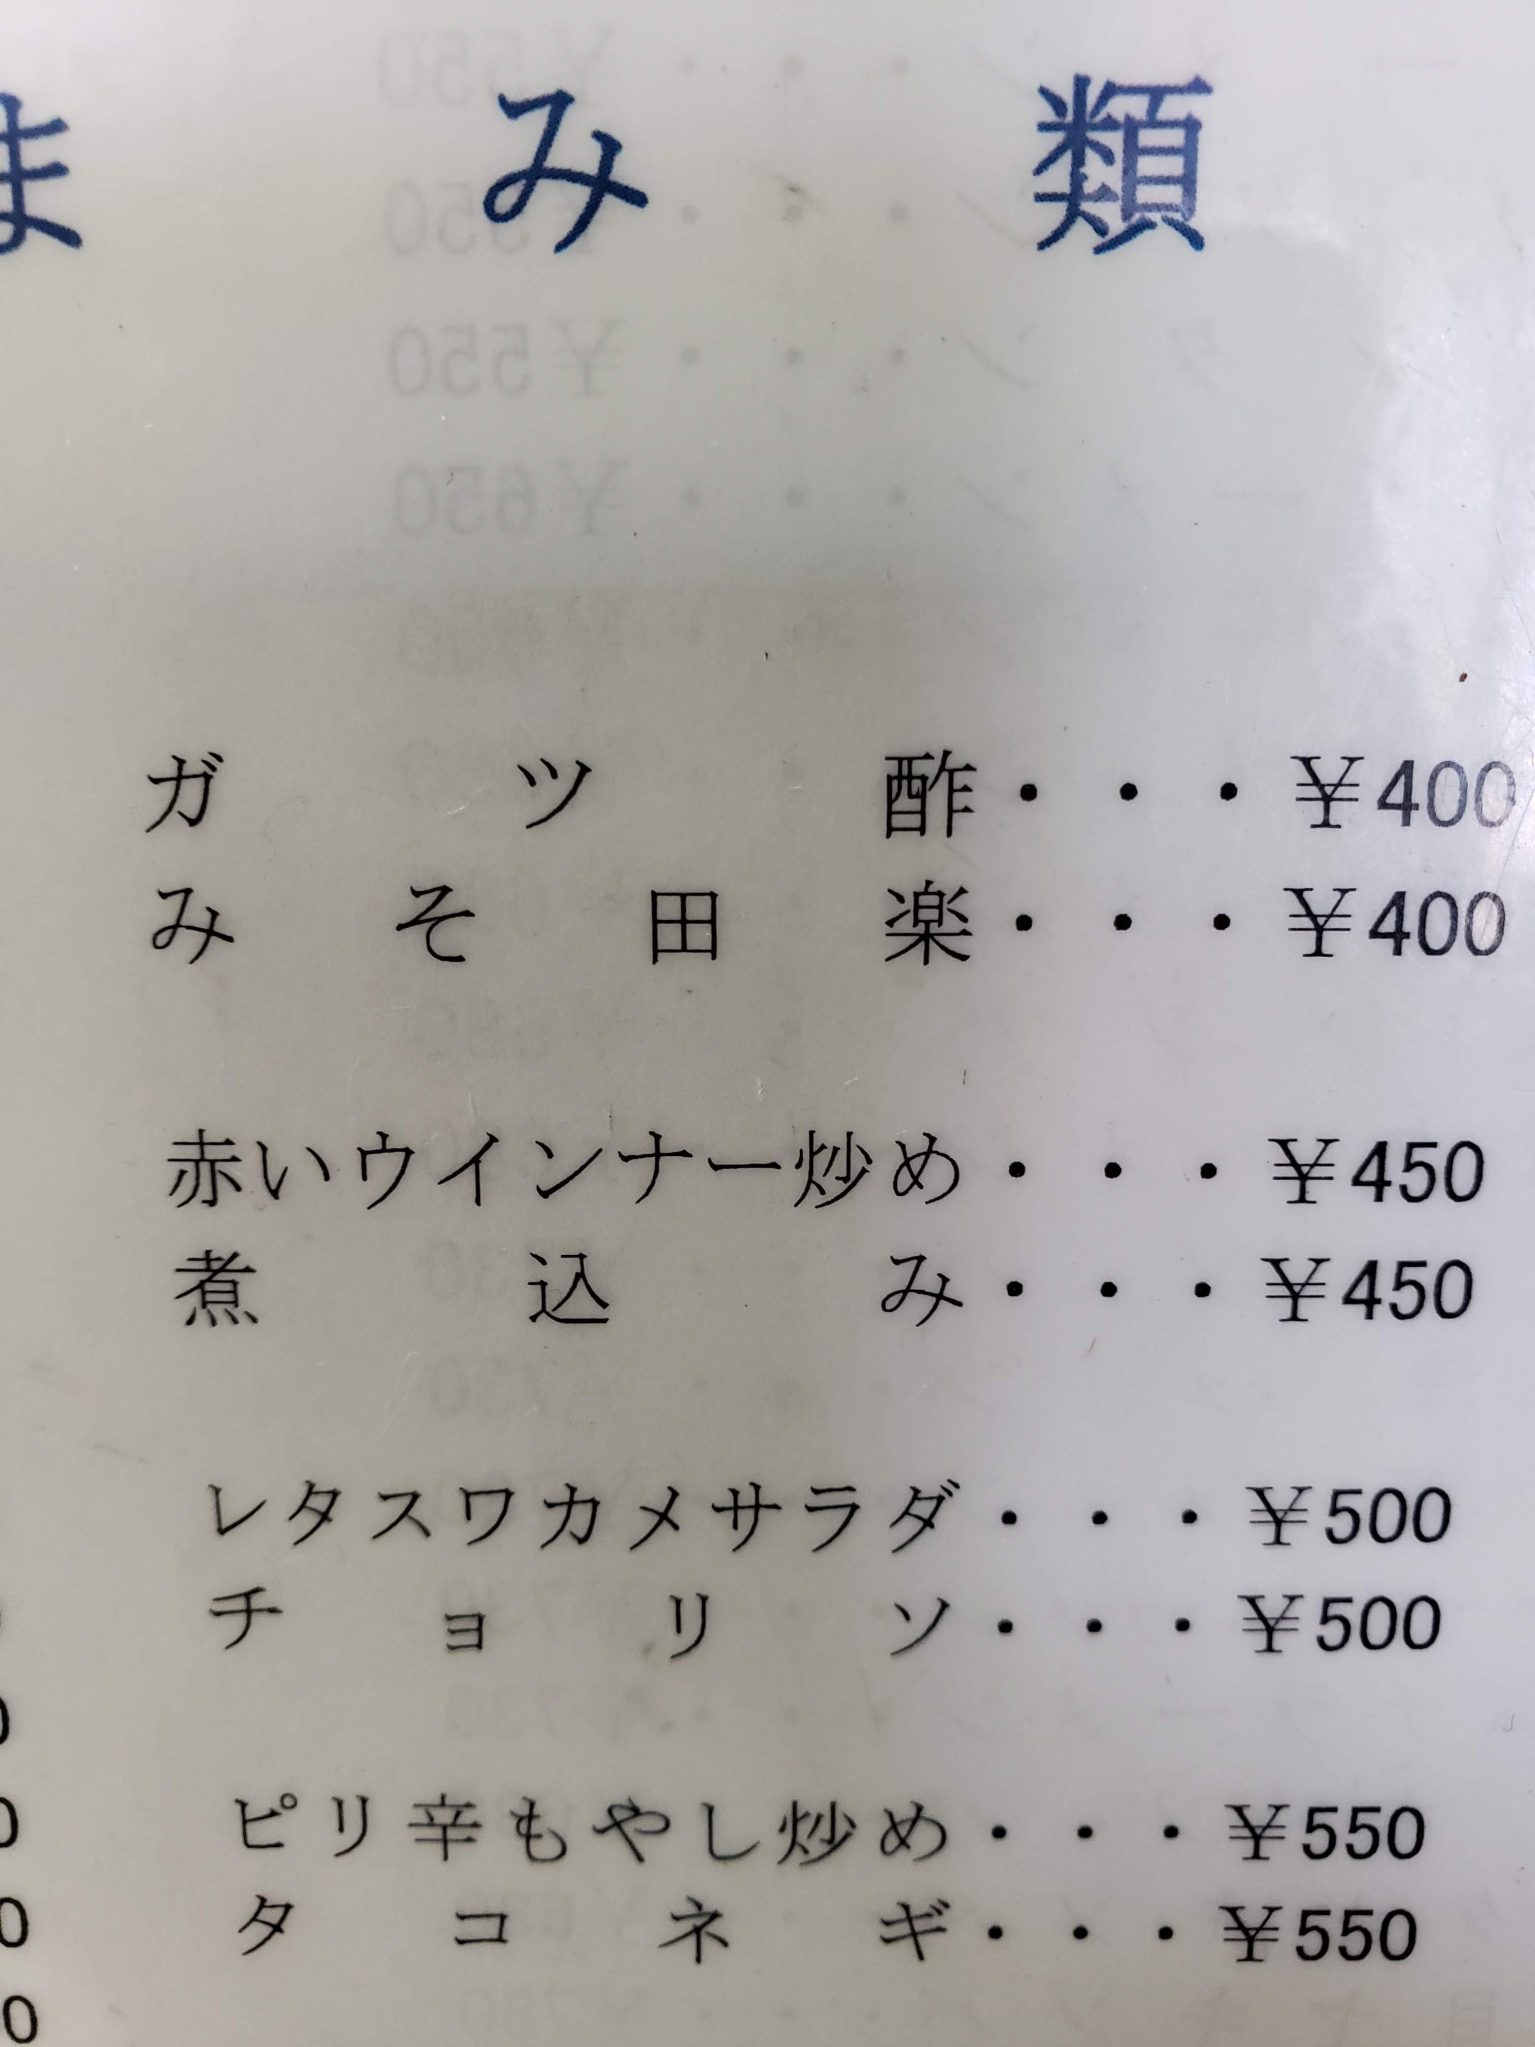 まみ類
ガツ酢・・・￥400
みそ田楽・・・￥400
赤いウインナー炒め・・・￥450
煮込み・・・￥450
レタスワカメサラダ・・・￥500
チョリソ・・・￥500
ピリ辛もやし炒め・・・￥550
タコネギ・・・￥550